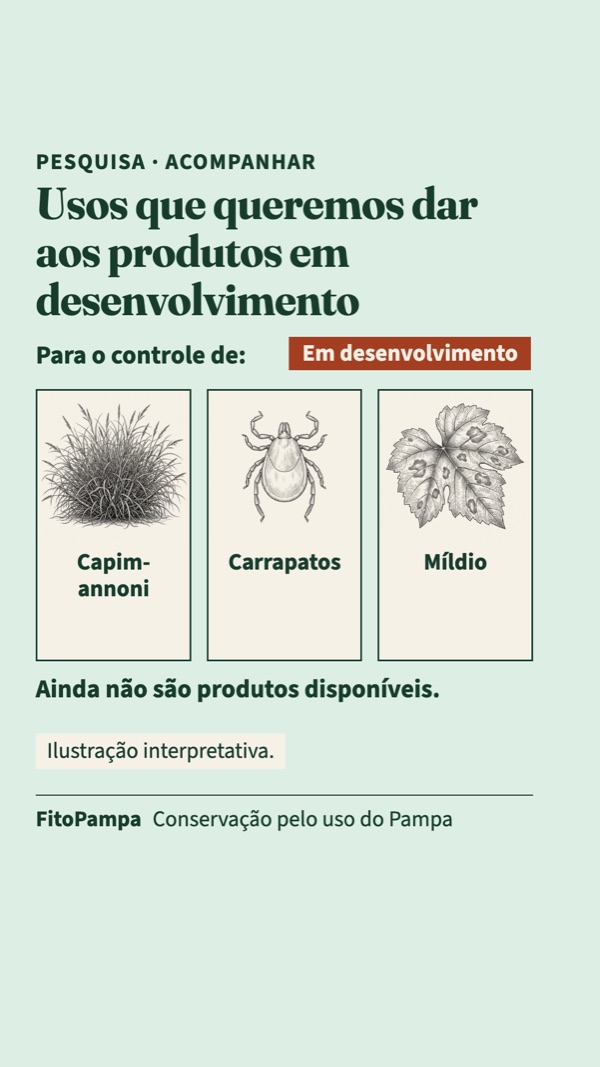 PESQUISA · ACOMPANHAR
Usos que queremos dar
aos produtos em
desenvolvimento
Para o controle de:
Em desenvolvimento
Capim-
annoni
Carrapatos
Míldio
Ainda não são produtos disponíveis.
Ilustração interpretativa.
FitoPampa Conservação pelo uso do Pampa